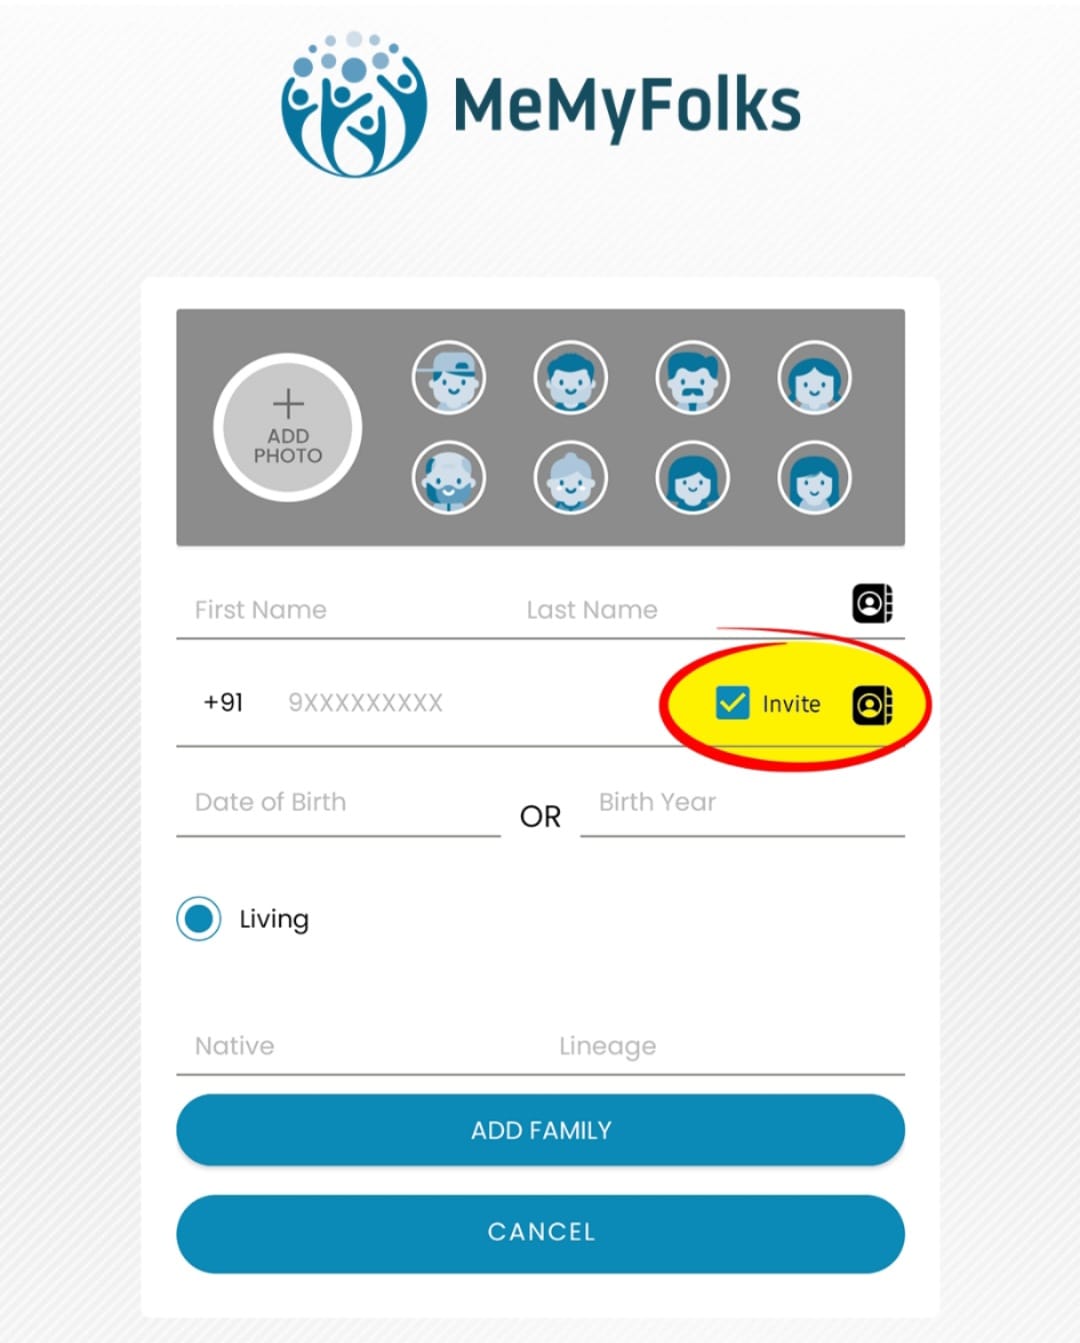 MeMyFolks
ADD
PHOTO
First Name Last Name
+91 9XXXXXXXXX Invite
Date of Birth OR Birth Year
Living
Native Lineage
ADD FAMILY
CANCEL